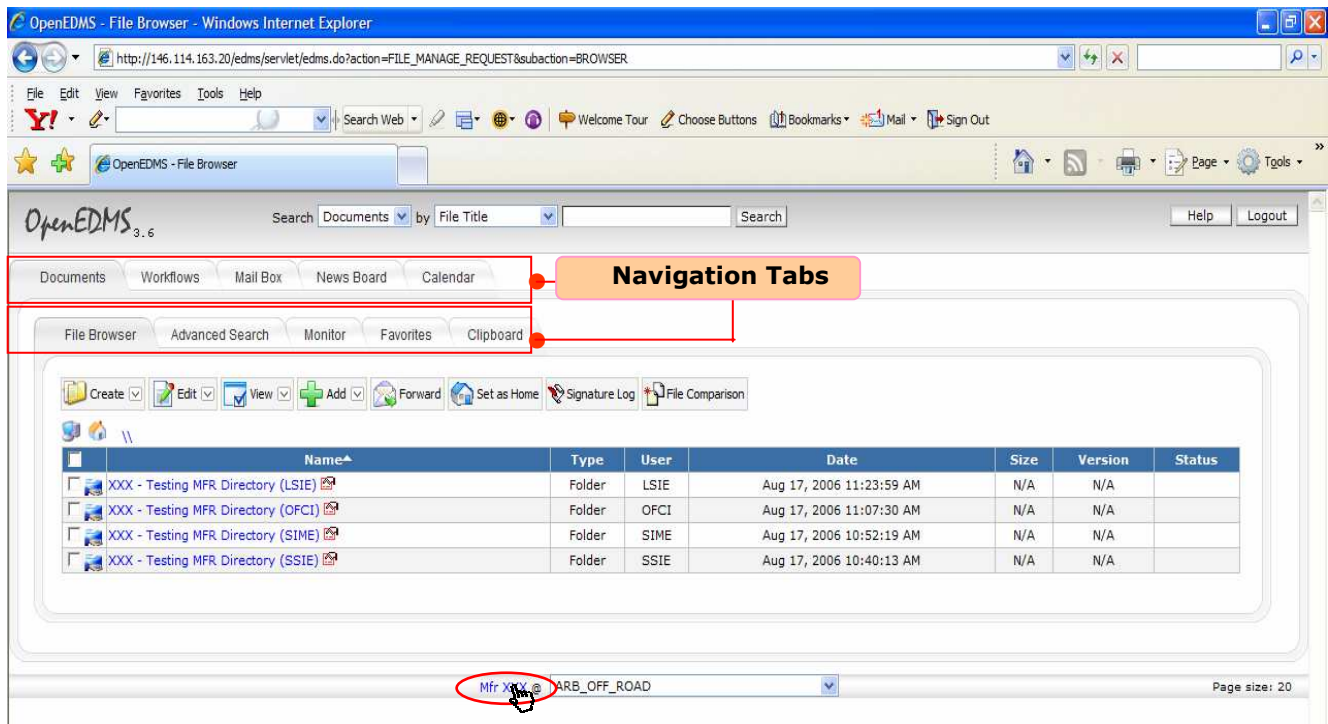 OpenEDMS - File Browser - Windows Internet Explorer
http://146.114.163.20/edms/servlet/edms.do?action=FILE_MANAGE_REQUEST&subaction=BROWSER
File Edit View Favorites Tools Help
Y! Search Web Welcome Tour Choose Buttons Bookmarks Mail Sign Out
OpenEDMS - File Browser Page Tools »
OpenEDMS 3.6 Search Documents by File Title Search Help Logout
Documents Workflows Mail Box News Board Calendar Navigation Tabs
File Browser Advanced Search Monitor Favorites Clipboard
Create Edit View Add Forward Set as Home Signature Log File Comparison
\\
Name Type User Date Size Version Status
XXX - Testing MFR Directory (LSIE) Folder LSIE Aug 17, 2006 11:23:59 AM N/A N/A
XXX - Testing MFR Directory (OFCI) Folder OFCI Aug 17, 2006 11:07:30 AM N/A N/A
XXX - Testing MFR Directory (SIME) Folder SIME Aug 17, 2006 10:52:19 AM N/A N/A
XXX - Testing MFR Directory (SSIE) Folder SSIE Aug 17, 2006 10:40:13 AM N/A N/A
Mfr XXX @ ARB_OFF_ROAD Page size: 20